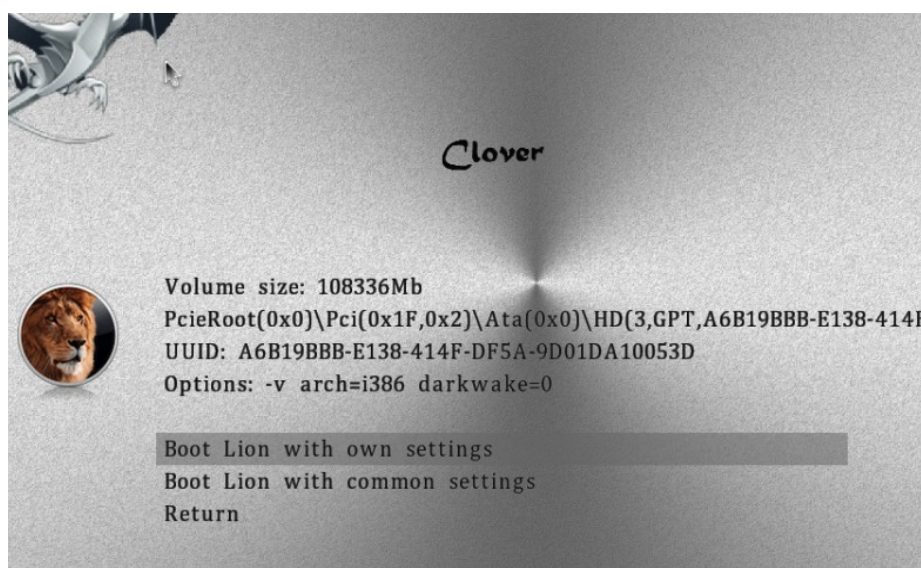 Clover
Volume size: 108336Mb
PcieRoot(0x0)\Pci(0x1F,0x2)\Ata(0x0)\HD(3,GPT,A6B19BBB-E138-414F
UUID: A6B19BBB-E138-414F-DF5A-9D01DA10053D
Options: -v arch=i386 darkwake=0
Boot Lion with own settings
Boot Lion with common settings
Return